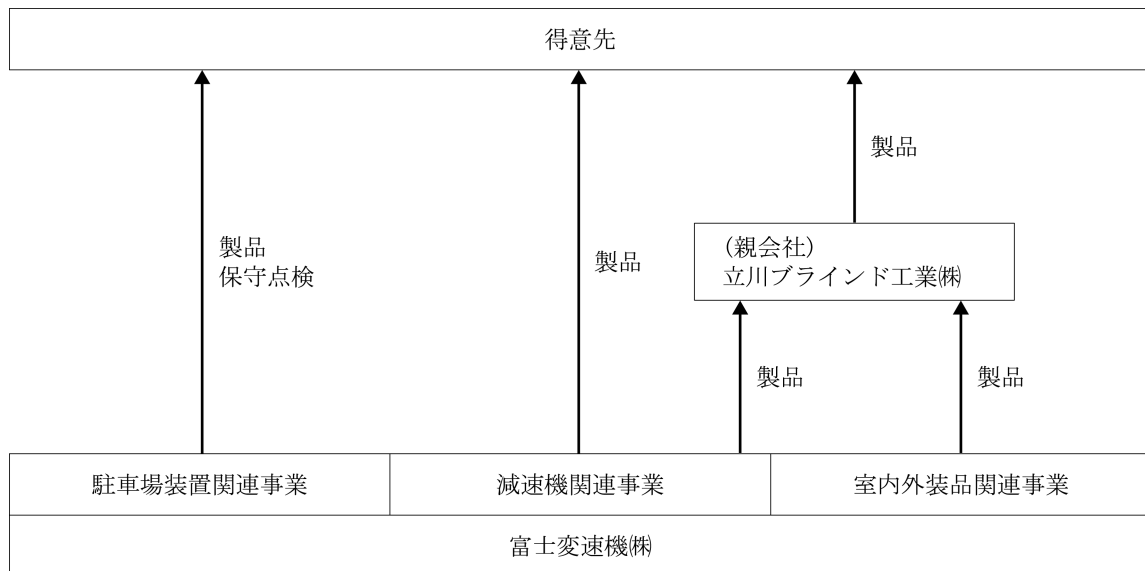 得意先
製品
(親会社)
立川ブラインド工業㈱
製品
保守点検
製品
製品
製品
駐車場装置関連事業
減速機関連事業
室内外装品関連事業
富士変速機㈱